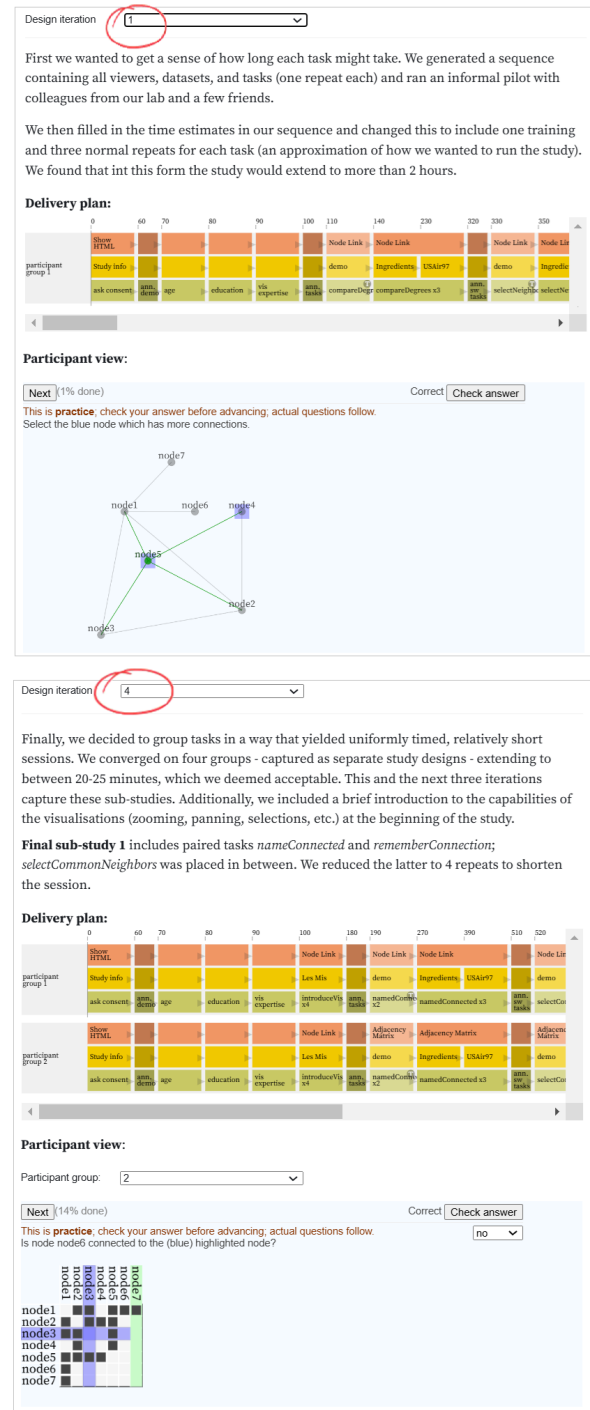 Design iteration 1
First we wanted to get a sense of how long each task might take. We generated a sequence
containing all viewers, datasets, and tasks (one repeat each) and ran an informal pilot with
colleagues from our lab and a few friends.
We then filled in the time estimates in our sequence and changed this to include one training
and three normal repeats for each task (an approximation of how we wanted to run the study).
We found that int this form the study would extend to more than 2 hours.
Delivery plan:
0 60 70 80 90 100 110 140 230 320 330 350
Show HTML Node Link Node Link Node Link Node Lin
participant group 1
Study info demo Ingredients USAir97 demo Ingredie
ask consent ann. demo age education vis expertise ann. tasks compareDegr compareDegrees x3 ann. sw tasks selectNeighb selectNe
Participant view:
Next (1% done) Correct Check answer
This is practice; check your answer before advancing; actual questions follow.
Select the blue node which has more connections.
node7
node1 node6 node4
node5
node2
node3
Design iteration 4
Finally, we decided to group tasks in a way that yielded uniformly timed, relatively short
sessions. We converged on four groups - captured as separate study designs - extending to
between 20-25 minutes, which we deemed acceptable. This and the next three iterations
capture these sub-studies. Additionally, we included a brief introduction to the capabilities of
the visualisations (zooming, panning, selections, etc.) at the beginning of the study.
Final sub-study 1 includes paired tasks nameConnected and rememberConnection;
selectCommonNeighbors was placed in between. We reduced the latter to 4 repeats to shorten
the session.
Delivery plan:
0 60 70 80 90 100 180 190 270 390 510 520
Show HTML Node Link Node Link Node Link Node Lin
participant group 1
Study info Les Mis demo Ingredients USAir97 demo
ask consent ann. demo age education vis expertise introduceVis x4 ann. tasks namedConne x2 namedConnected x3 ann. sw tasks selectCo
Show HTML Node Link Adjacency Matrix Adjacency Matrix Adjacenc Matrix
participant group 2
Study info Les Mis demo Ingredients USAir97 demo
ask consent ann. demo age education vis expertise introduceVis x4 ann. tasks namedConne x2 namedConnected x3 ann. sw tasks selectCo
Participant view:
Participant group: 2
Next (14% done) Correct Check answer
This is practice; check your answer before advancing; actual questions follow.
no
Is node node6 connected to the (blue) highlighted node?
node1 node2 node3 node4 node5 node6 node7
node1
node2
node3
node4
node5
node6
node7